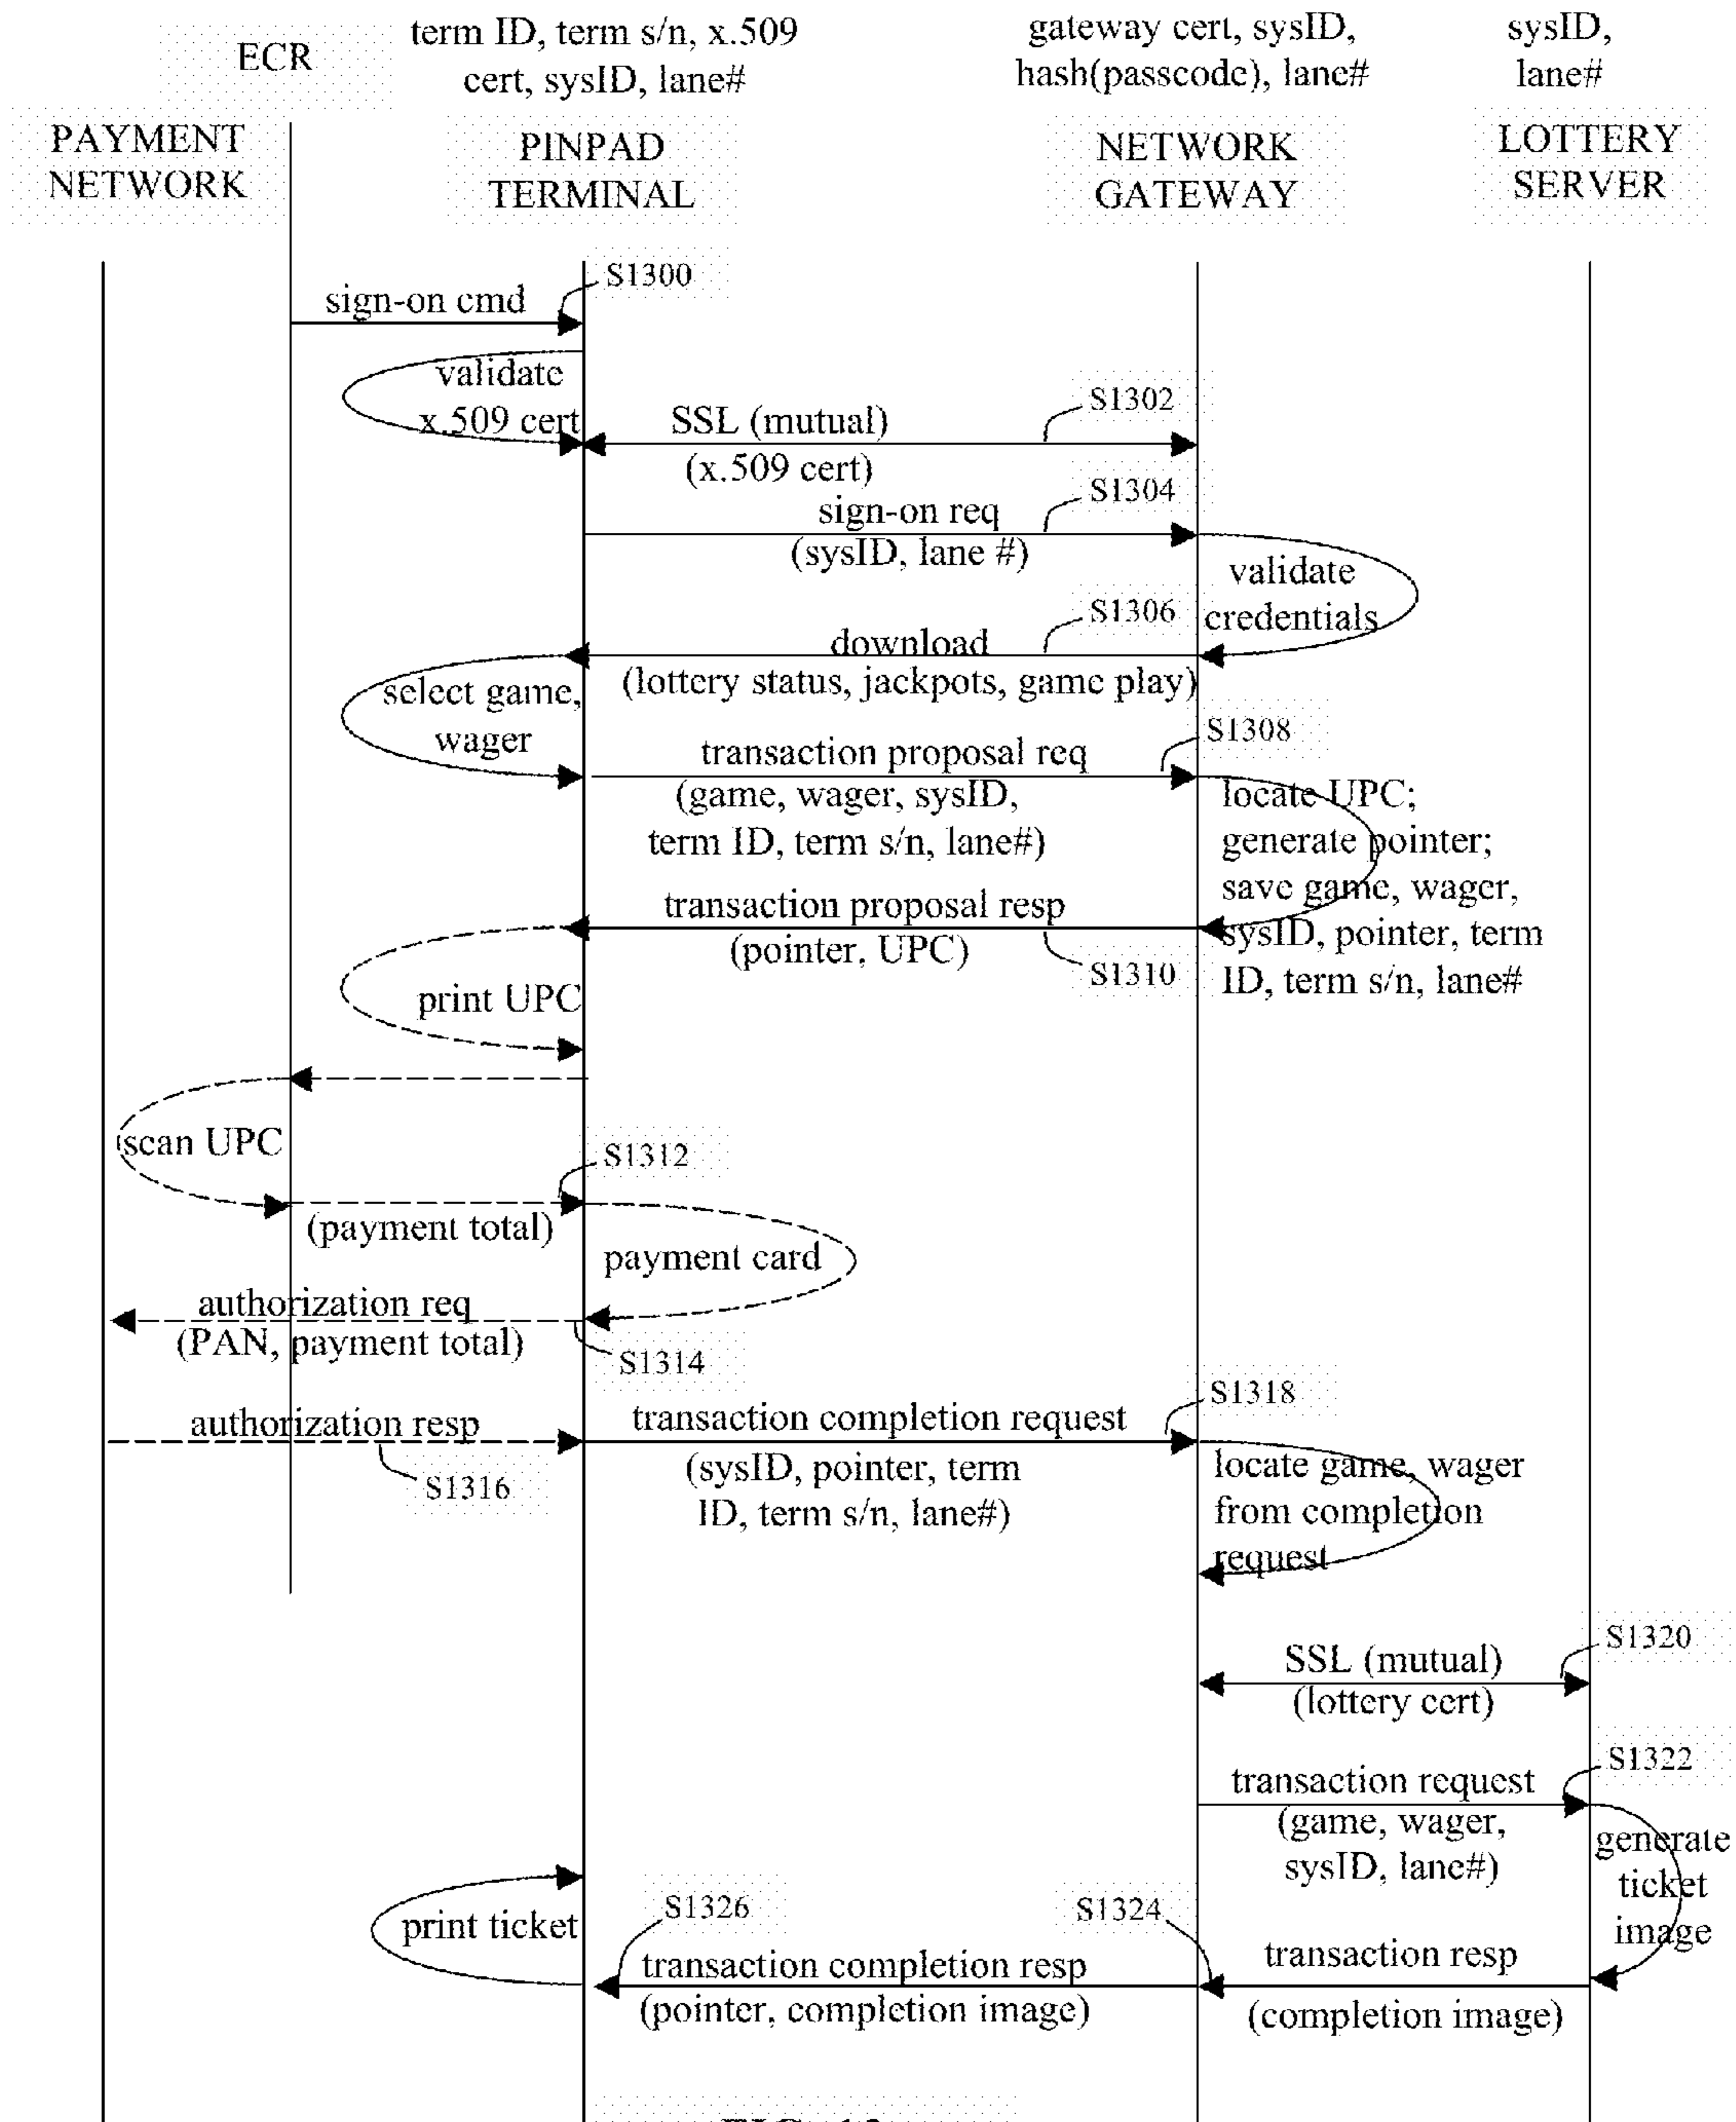 term ID, term s/n, x.509
cert, sysID, lane#
gateway cert, sysID,
hash(passcode), lane#
sysID,
lane#
ECR
PAYMENT
NETWORK
PINPAD
TERMINAL
NETWORK
GATEWAY
LOTTERY
SERVER
S1300
sign-on cmd
validate
x.509 cert
S1302
SSL (mutual)
(x.509 cert)
S1304
sign-on req
(sysID, lane #)
validate
credentials
S1306
download
(lottery status, jackpots, game play)
select game,
wager
S1308
transaction proposal req
(game, wager, sysID,
term ID, term s/n, lane#)
locate UPC;
generate pointer;
save game, wager,
sysID, pointer, term
ID, term s/n, lane#
transaction proposal resp
(pointer, UPC)
S1310
print UPC
scan UPC
S1312
(payment total)
payment card
authorization req
(PAN, payment total)
S1314
S1318
authorization resp
S1316
transaction completion request
(sysID, pointer, term
ID, term s/n, lane#)
locate game, wager
from completion
request
S1320
SSL (mutual)
(lottery cert)
S1322
transaction request
(game, wager,
sysID, lane#)
generate
ticket
image
print ticket
S1326
S1324
transaction completion resp
(pointer, completion image)
transaction resp
(completion image)